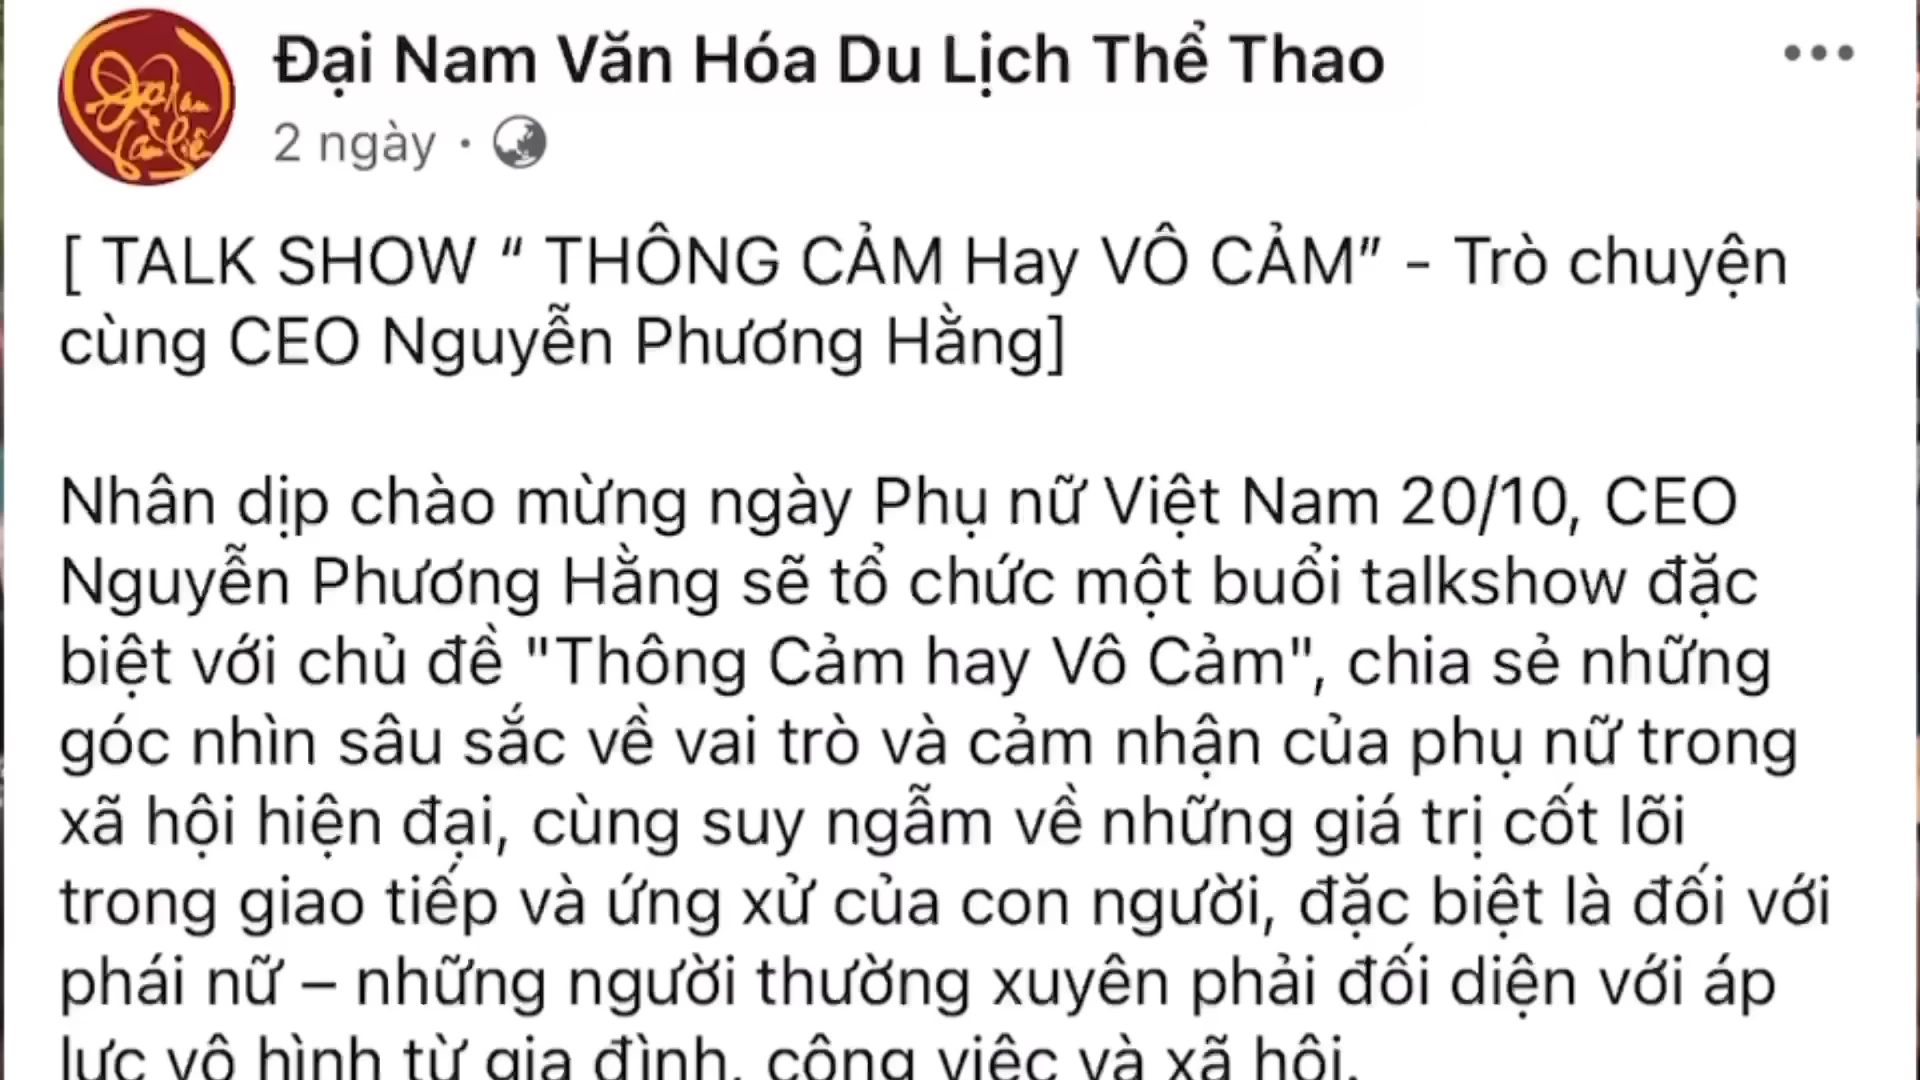 Đại Nam Văn Hóa Du Lịch Thể Thao
2 ngày ·
[ TALK SHOW “ THÔNG CẢM Hay VÔ CẢM” - Trò chuyện
cùng CEO Nguyễn Phương Hằng]
Nhân dịp chào mừng ngày Phụ nữ Việt Nam 20/10, CEO
Nguyễn Phương Hằng sẽ tổ chức một buổi talkshow đặc
biệt với chủ đề "Thông Cảm hay Vô Cảm", chia sẻ những
góc nhìn sâu sắc về vai trò và cảm nhận của phụ nữ trong
xã hội hiện đại, cùng suy ngẫm về những giá trị cốt lõi
trong giao tiếp và ứng xử của con người, đặc biệt là đối với
phái nữ – những người thường xuyên phải đối diện với áp
lực vô hình từ gia đình, công việc và xã hội.